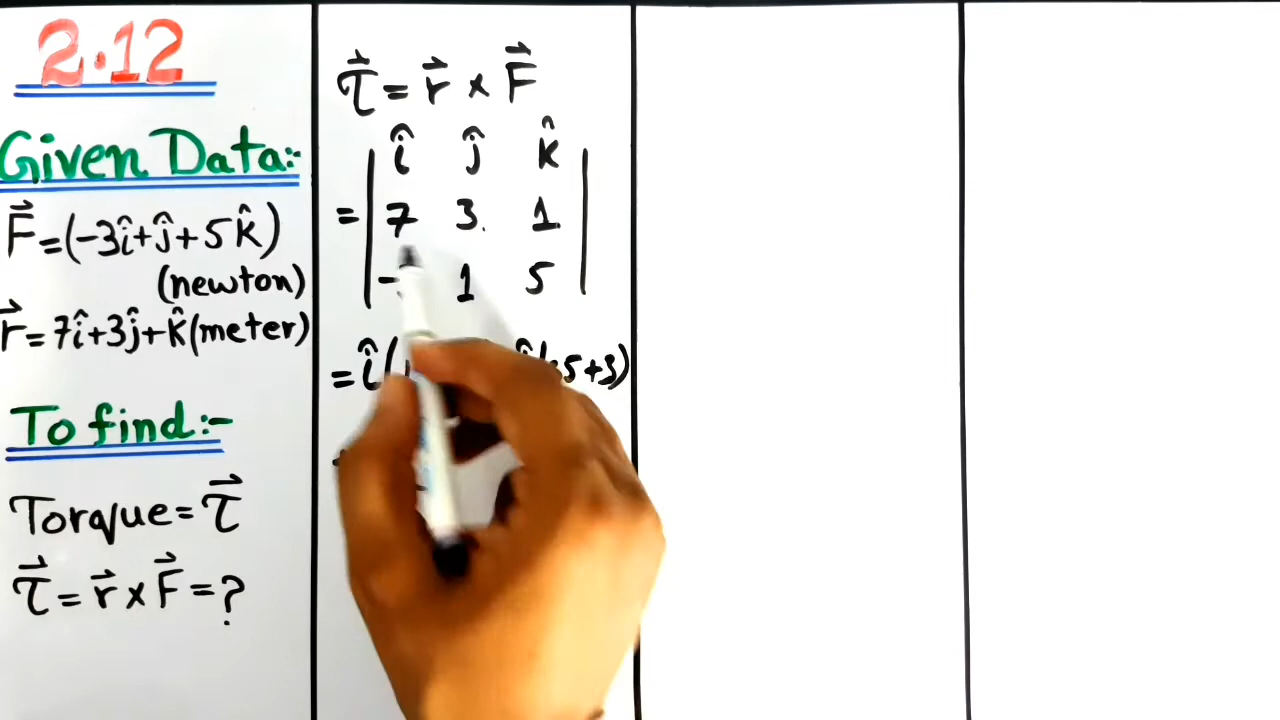 2.12
Given Data:-
F⃗ = (-3î+ĵ+5k̂)
(newton)
r⃗ = 7î+3ĵ+k̂(meter)
To find:-
Torque = τ⃗
τ⃗ = r⃗ × F⃗ = ?
τ⃗ = r⃗ × F⃗
î ĵ k̂
= 7 3 1
1 5
= î( 5+3)